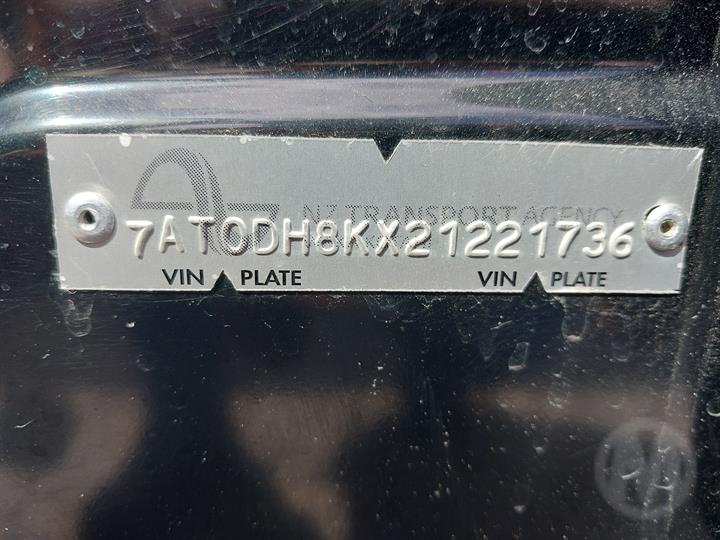 NZ TRANSPORT AGENCY
7AT0DH8KX21221736
VIN PLATE VIN PLATE